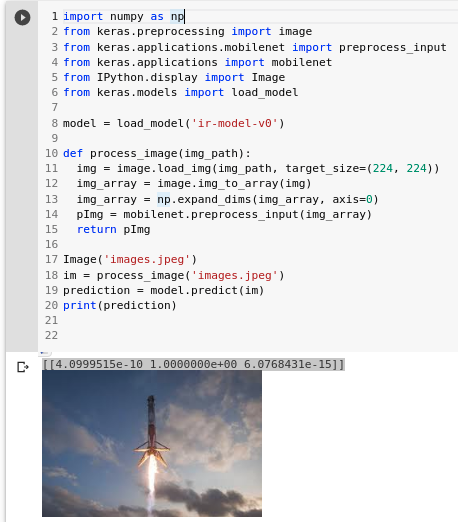 1 import numpy as np
2 from keras.preprocessing import image
3 from keras.applications.mobilenet import preprocess_input
4 from keras.applications import mobilenet
5 from IPython.display import Image
6 from keras.models import load_model
7
8 model = load_model('ir-model-v0')
9
10 def process_image(img_path):
11   img = image.load_img(img_path, target_size=(224, 224))
12   img_array = image.img_to_array(img)
13   img_array = np.expand_dims(img_array, axis=0)
14   pImg = mobilenet.preprocess_input(img_array)
15   return pImg
16
17 Image('images.jpeg')
18 im = process_image('images.jpeg')
19 prediction = model.predict(im)
20 print(prediction)
21
22
[[4.0999515e-10 1.0000000e+00 6.0768431e-15]]